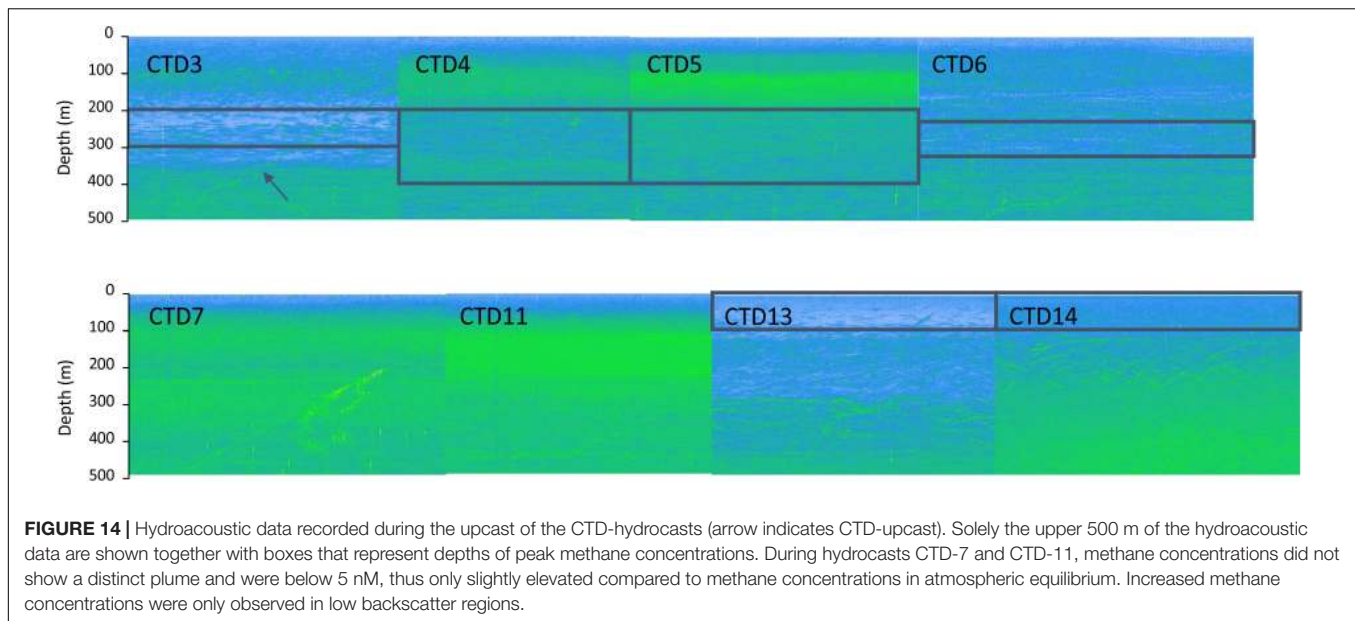 0
100
200
300
400
500
Depth (m)
CTD3
CTD4
CTD5
CTD6
0
100
200
300
400
500
Depth (m)
CTD7
CTD11
CTD13
CTD14
FIGURE 14 | Hydroacoustic data recorded during the upcast of the CTD-hydrocasts (arrow indicates CTD-upcast). Solely the upper 500 m of the hydroacoustic
data are shown together with boxes that represent depths of peak methane concentrations. During hydrocasts CTD-7 and CTD-11, methane concentrations did not
show a distinct plume and were below 5 nM, thus only slightly elevated compared to methane concentrations in atmospheric equilibrium. Increased methane
concentrations were only observed in low backscatter regions.